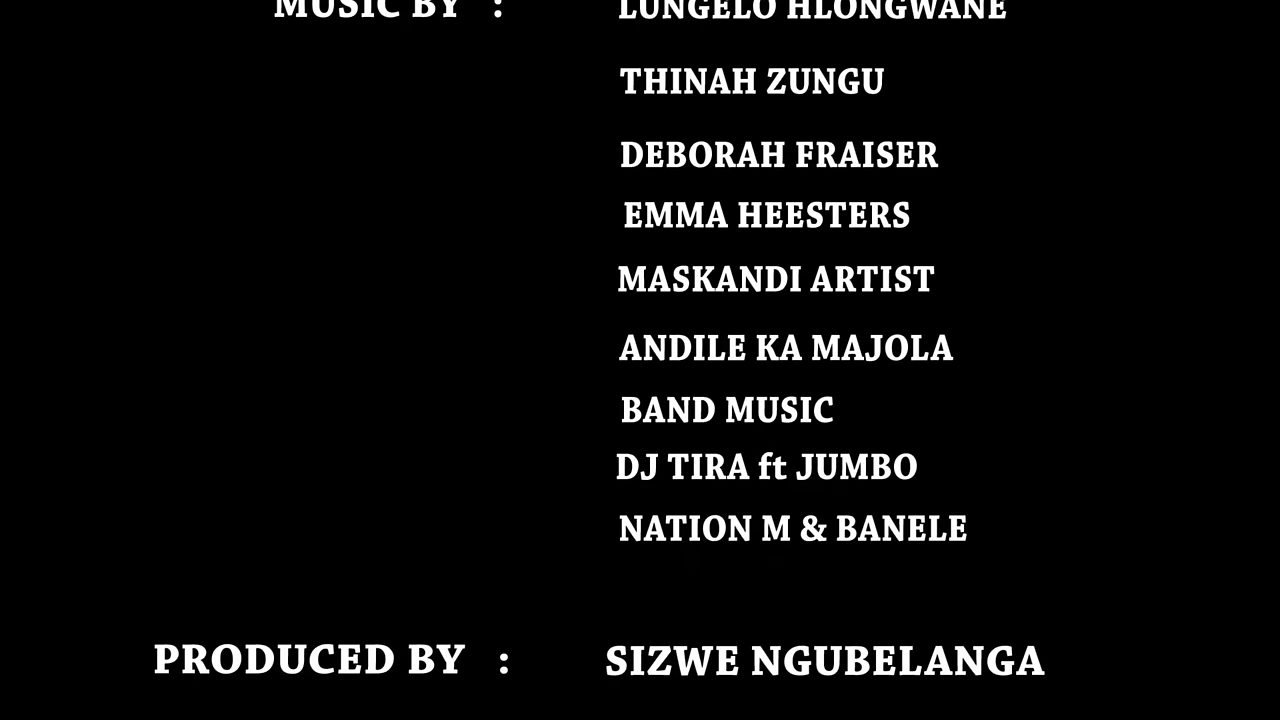 MUSIC BY : LUNGELO HLONGWANE
THINAH ZUNGU
DEBORAH FRAISER
EMMA HEESTERS
MASKANDI ARTIST
ANDILE KA MAJOLA
BAND MUSIC
DJ TIRA ft JUMBO
NATION M & BANELE
PRODUCED BY : SIZWE NGUBELANGA